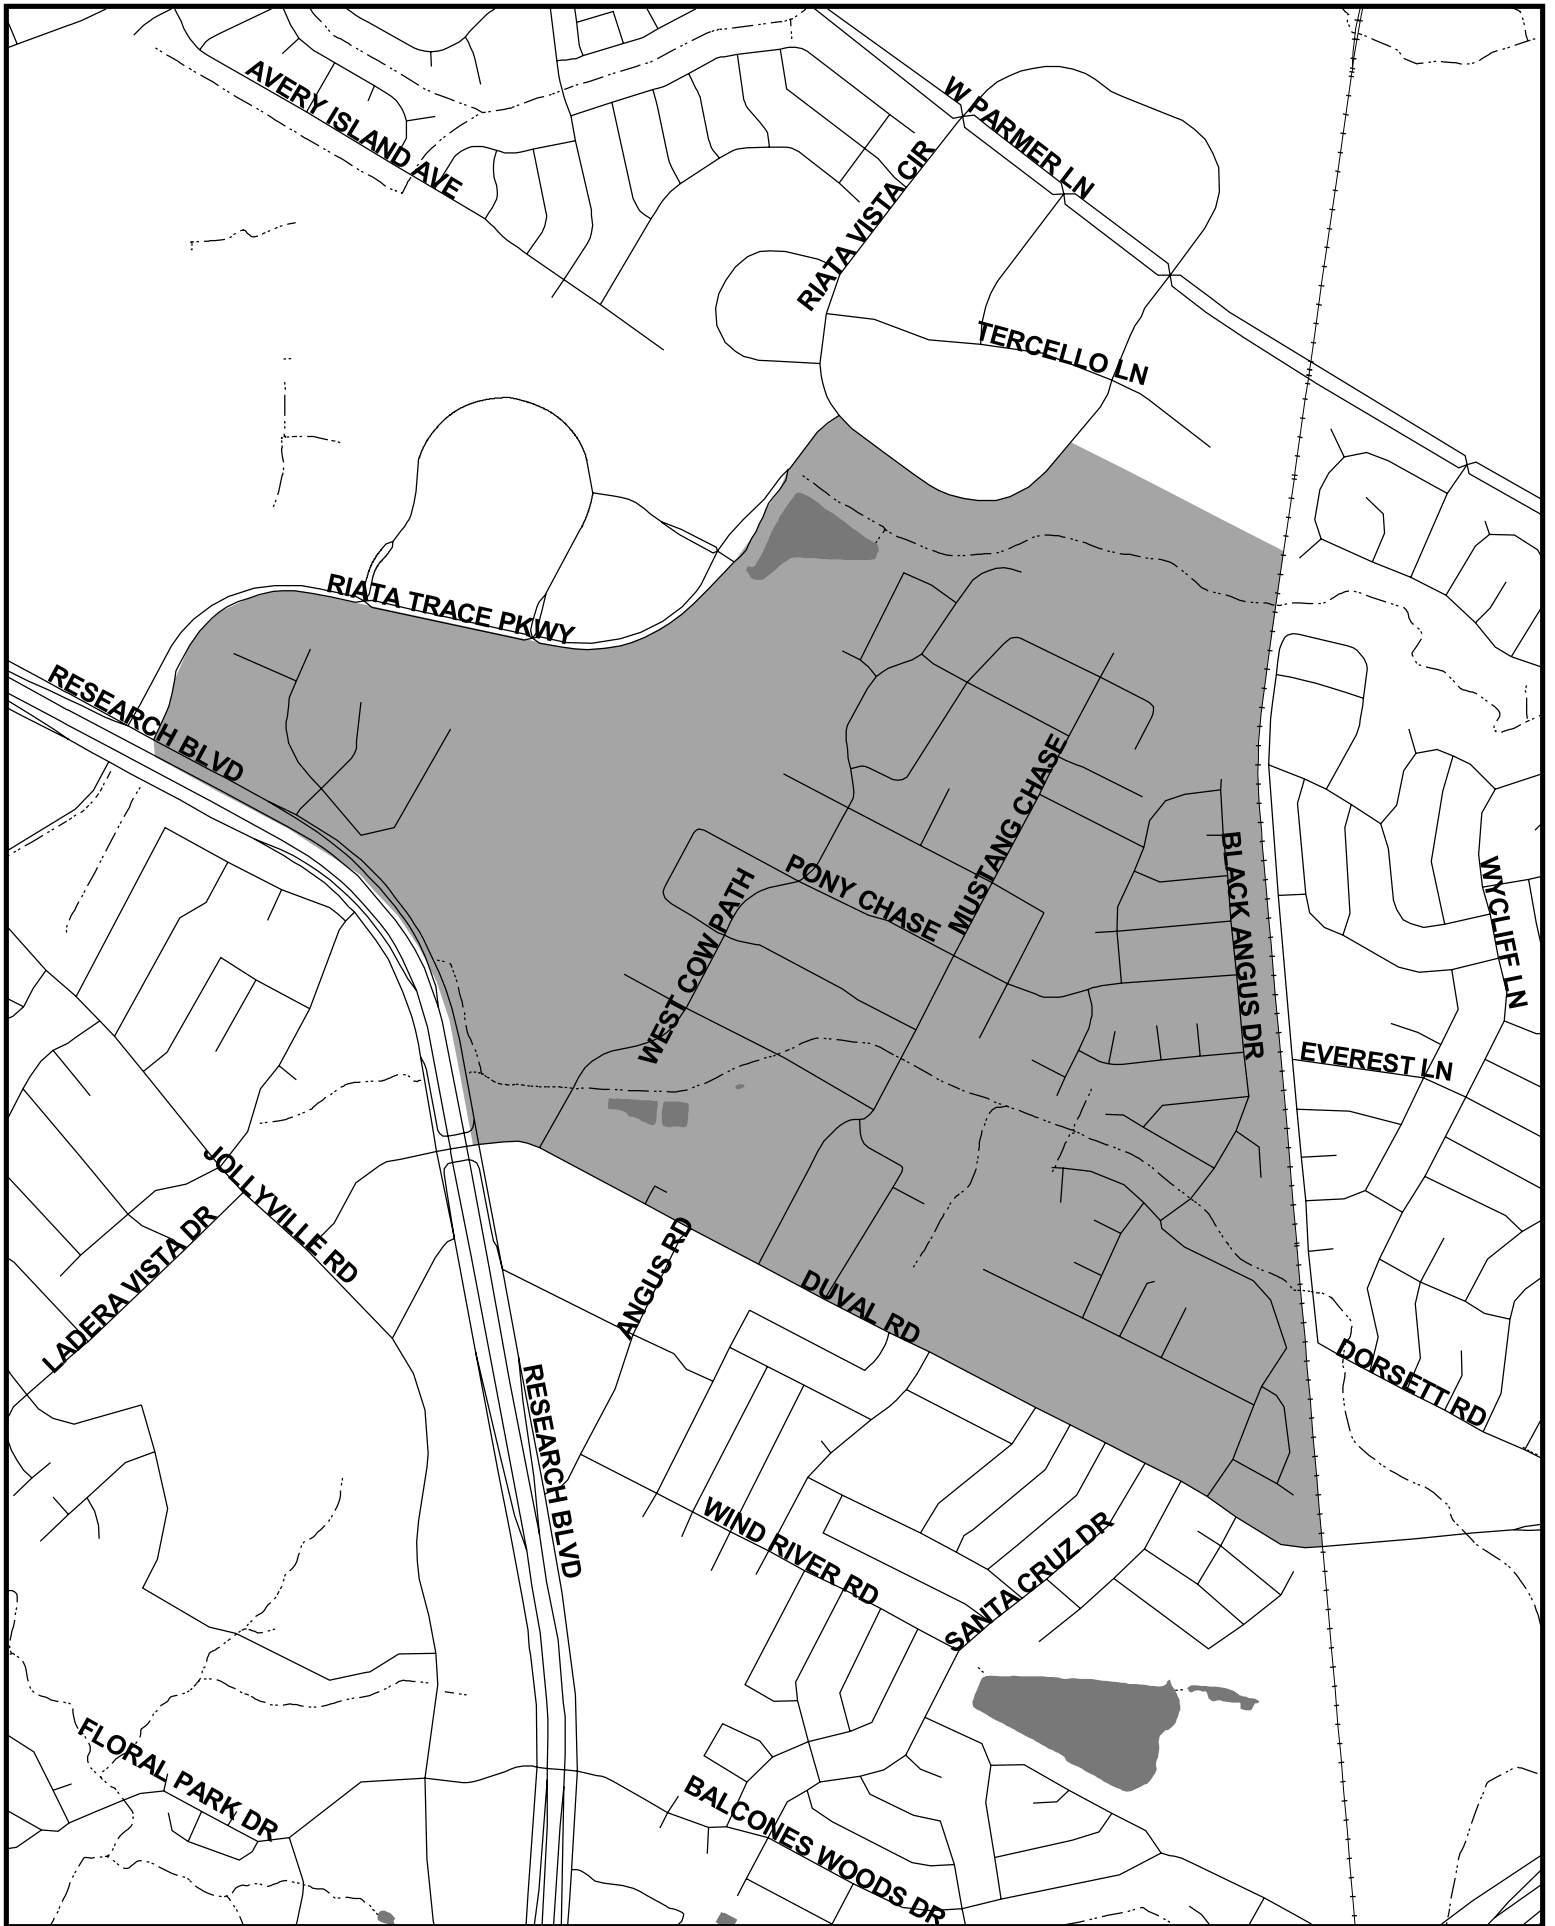 AVERY ISLAND AVE
W PARMER LN
RIATA VISTA CIR
TERCELLO LN
RIATA TRACE PKWY
RESEARCH BLVD
MUSTANG CHASE
PONY CHASE
WEST COW PATH
BLACK ANGUS DR
WYCLIFF LN
EVEREST LN
JOLLYVILLE RD
LADERA VISTA DR
ANGUS RD
DUVAL RD
DORSETT RD
RESEARCH BLVD
WIND RIVER RD
SANTA CRUZ DR
FLORAL PARK DR
BALCONES WOODS DR